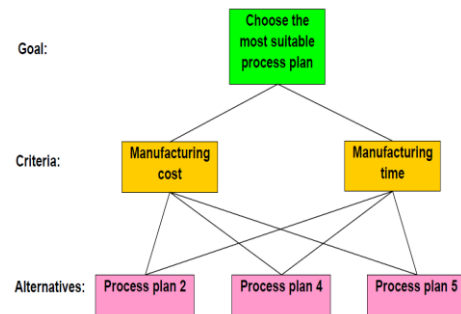 Goal:
Choose the
most suitable
process plan
Criteria:
Manufacturing
cost
Manufacturing
time
Alternatives:
Process plan 2
Process plan 4
Process plan 5